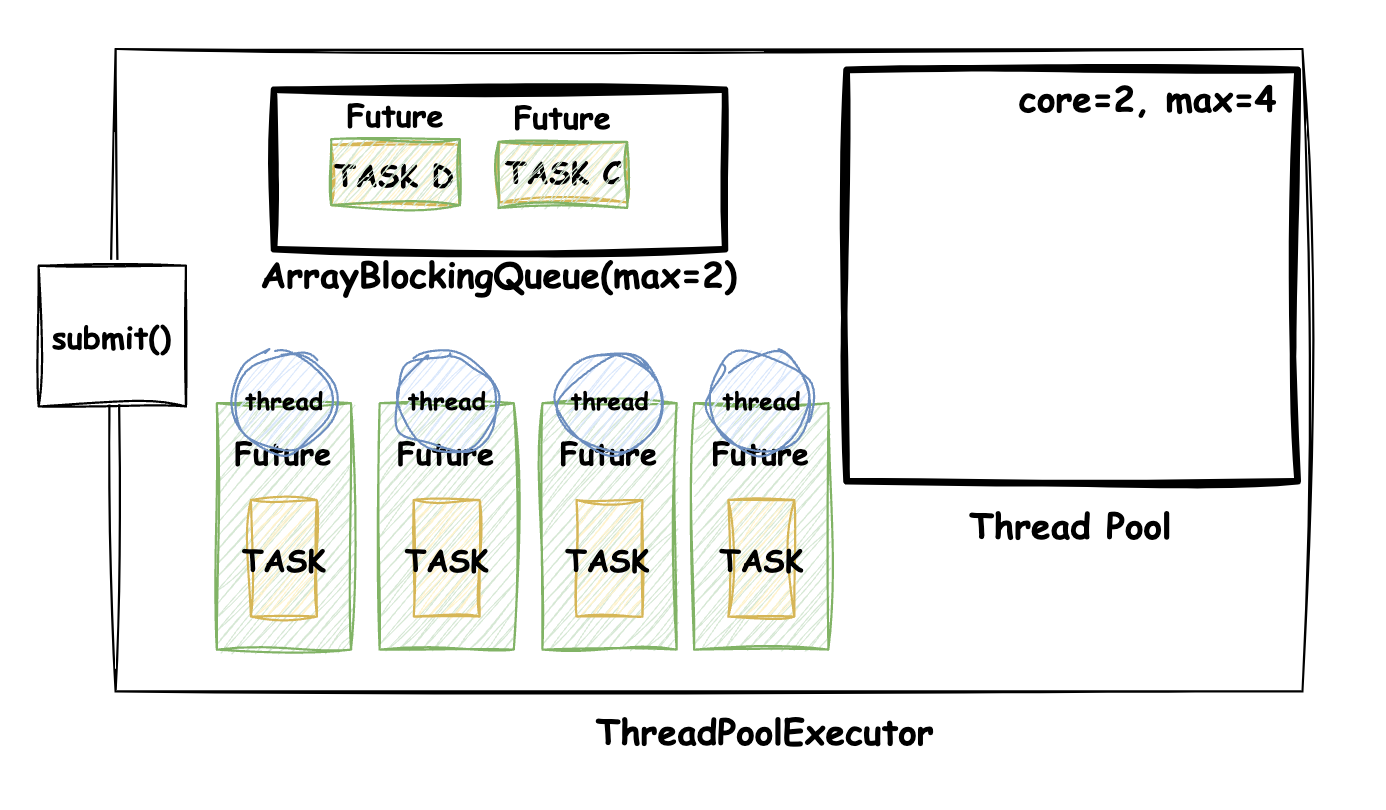 core=2, max=4
Future
Future
TASK D
TASK C
ArrayBlockingQueue(max=2)
submit()
thread
thread
thread
thread
Future
Future
Future
Future
TASK
TASK
TASK
TASK
Thread Pool
ThreadPoolExecutor